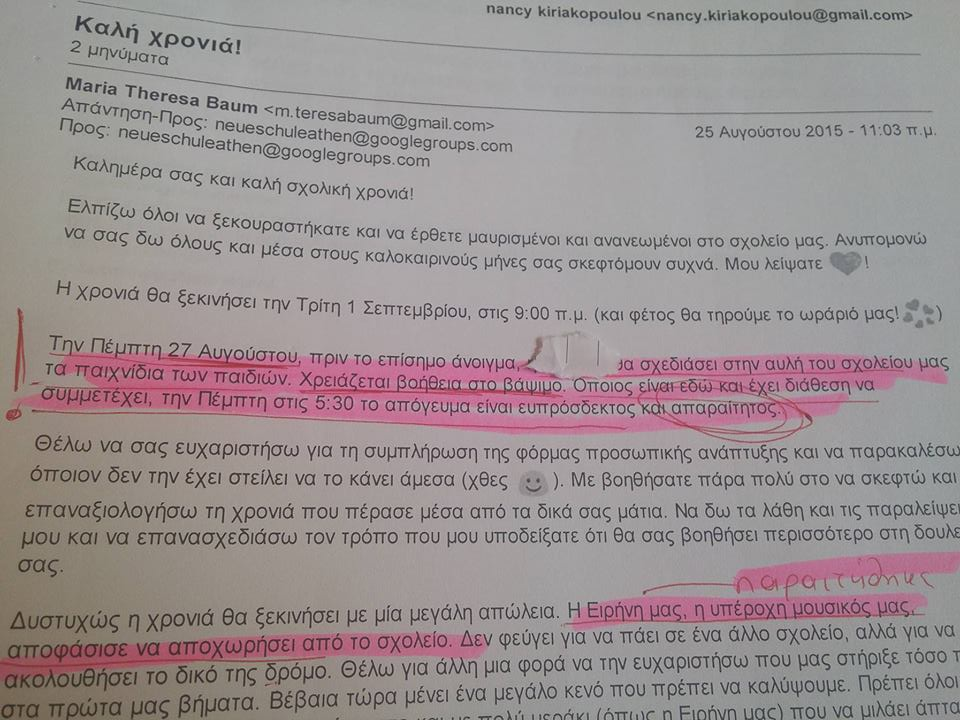 nancy kiriakopoulou <nancy.kiriakopoulou@gmail.com>
Καλή χρονιά!
2 μηνύματα
Maria Theresa Baum <m.teresabaum@gmail.com>
25 Αυγούστου 2015 - 11:03 π.μ.
Απάντηση-Προς: neueschuleathen@googlegroups.com
Προς: neueschuleathen@googlegroups.com
Καλημέρα σας και καλή σχολική χρονιά!
Ελπίζω όλοι να ξεκουραστήκατε και να έρθετε μαυρισμένοι και ανανεωμένοι στο σχολείο μας. Ανυπομονώ
να σας δω όλους και μέσα στους καλοκαιρινούς μήνες σας σκεφτόμουν συχνά. Μου λείψατε !
Η χρονιά θα ξεκινήσει την Τρίτη 1 Σεπτεμβρίου, στις 9:00 π.μ. (και φέτος θα τηρούμε το ωράριό μας! )
Την Πέμπτη 27 Αυγούστου, πριν το επίσημο άνοιγμα, θα σχεδιάσει στην αυλή του σχολείου μας
τα παιχνίδια των παιδιών. Χρειάζεται βοήθεια στο βάψιμο. Όποιος είναι εδώ και έχει διάθεση να
συμμετέχει, την Πέμπτη στις 5:30 το απόγευμα είναι ευπρόσδεκτος και απαραίτητος.
Θέλω να σας ευχαριστήσω για τη συμπλήρωση της φόρμας προσωπικής ανάπτυξης και να παρακαλέσω
όποιον δεν την έχει στείλει να το κάνει άμεσα (χθες ). Με βοηθήσατε πάρα πολύ στο να σκεφτώ και
επαναξιολογήσω τη χρονιά που πέρασε μέσα από τα δικά σας μάτια. Να δω τα λάθη και τις παραλείψει
μου και να επανασχεδιάσω τον τρόπο που μου υποδείξατε ότι θα σας βοηθήσει περισσότερο στη δουλε
σας.
παραιτήθηκε
Δυστυχώς η χρονιά θα ξεκινήσει με μία μεγάλη απώλεια. Η Ειρήνη μας, η υπέροχη μουσικός μας,
αποφάσισε να αποχωρήσει από το σχολείο. Δεν φεύγει για να πάει σε ένα άλλο σχολείο, αλλά για να
ακολουθήσει το δικό της δρόμο. Θέλω για άλλη μια φορά να την ευχαριστήσω που μας στήριξε τόσο
στα πρώτα μας βήματα. Βέβαια τώρα μένει ένα μεγάλο κενό που πρέπει να καλύψουμε. Πρέπει όλοι
πολύ μεράκι (όπως η Ειρήνη μας) που να μιλάει άπτα